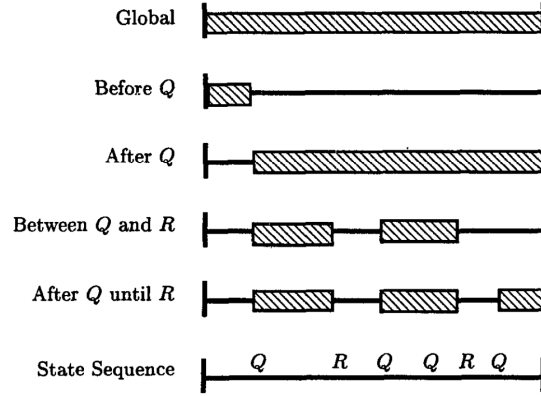 Global
Before Q
After Q
Between Q and R
After Q until R
State Sequence Q R Q Q R Q